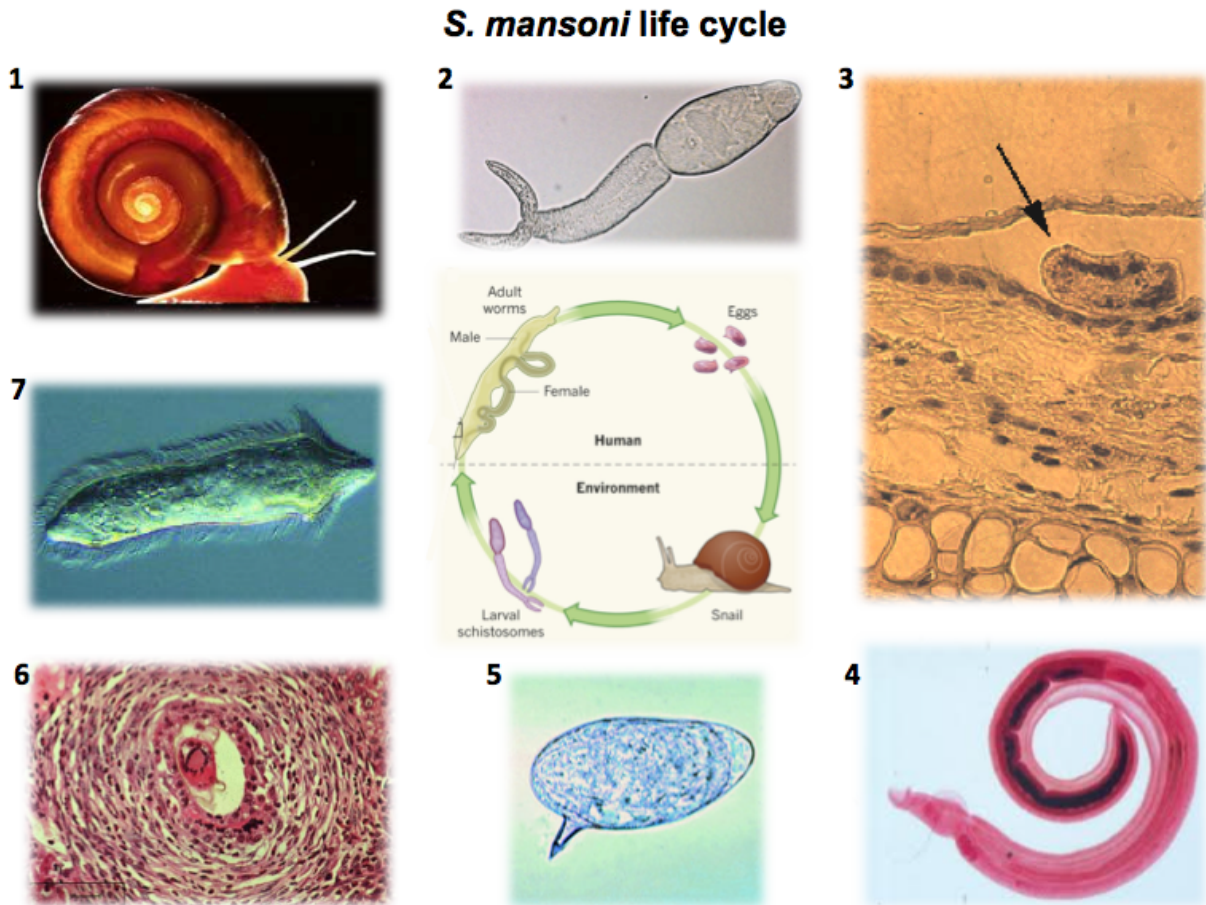 S. mansoni life cycle
1
2
3
Adult
worms
Male
Eggs
Female
7
Human
Environment
Larval
schistosomes
Snail
6
5
4